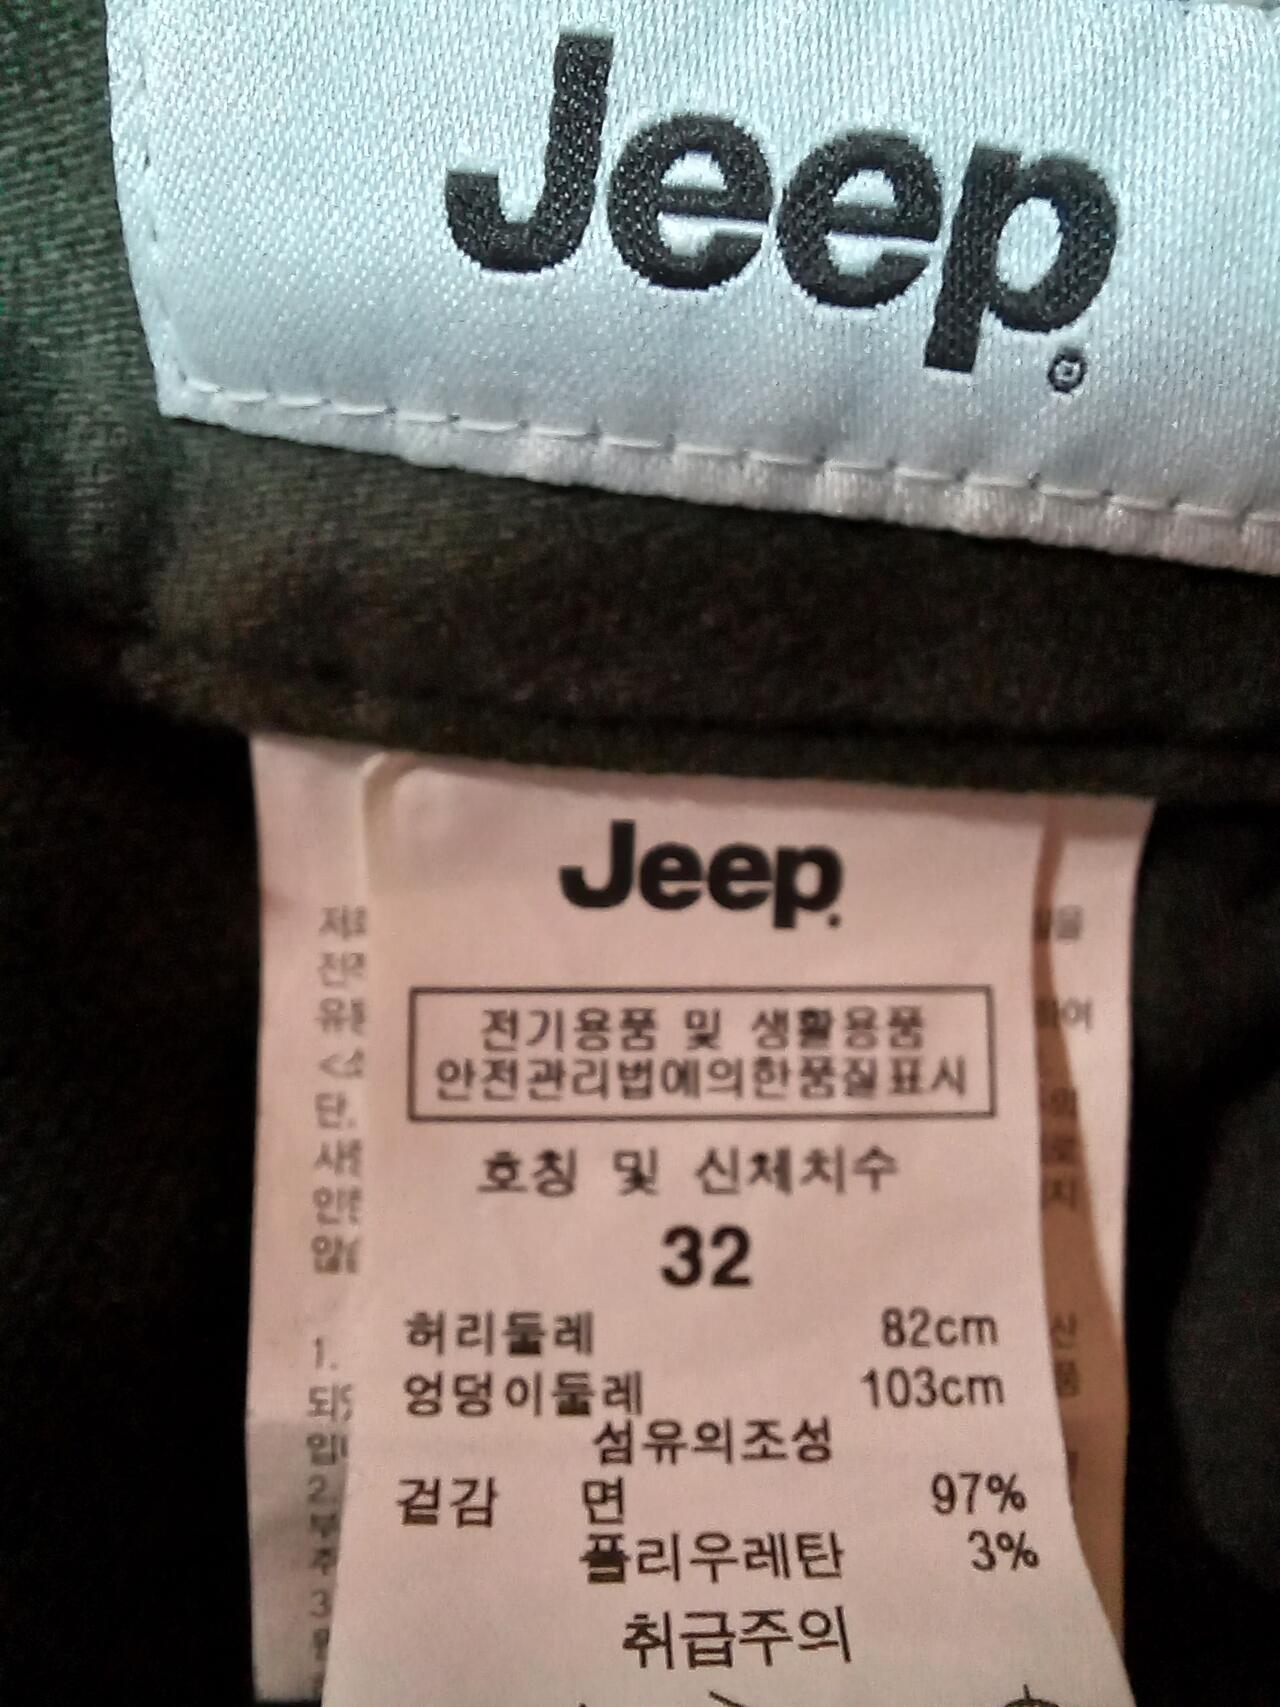 Jeep®
Jeep
전기용품 및 생활용품
안전관리법에의한품질표시
호칭 및 신체치수
32
허리둘레 82cm
엉덩이둘레 103cm
섬유의조성
겉감 면 97%
폴리우레탄 3%
취급주의